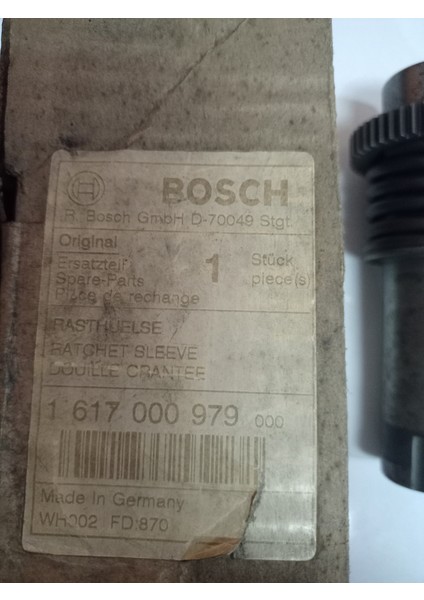 BOSCH
R. Bosch GmbH D-70049 Stgt.
Original
Ersatzteil
Spare-Parts
Pièce de rechange
1
Stück
piece(s)
RASTHUELSE
RATCHET SLEEVE
DOUILLE CRANTEE
1 617 000 979 000
Made in Germany
WH002 FD:870